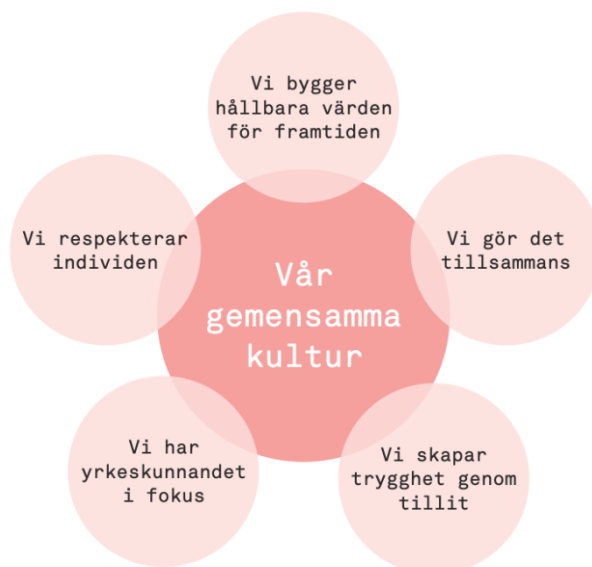 Vi bygger
hållbara värden
för framtiden
Vi respekterar
individen
Vi gör det
tillsammans
Vår
gemensamma
kultur
Vi har
yrkeskunnandet
i fokus
Vi skapar
trygghet genom
tillit